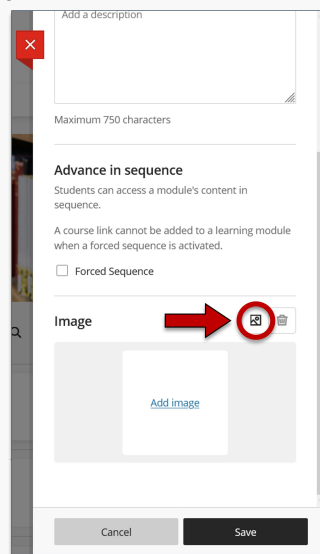 Add a description
Maximum 750 characters
Advance in sequence
Students can access a module's content in
sequence.
A course link cannot be added to a learning module
when a forced sequence is activated.
Forced Sequence
Image
Add image
Cancel
Save